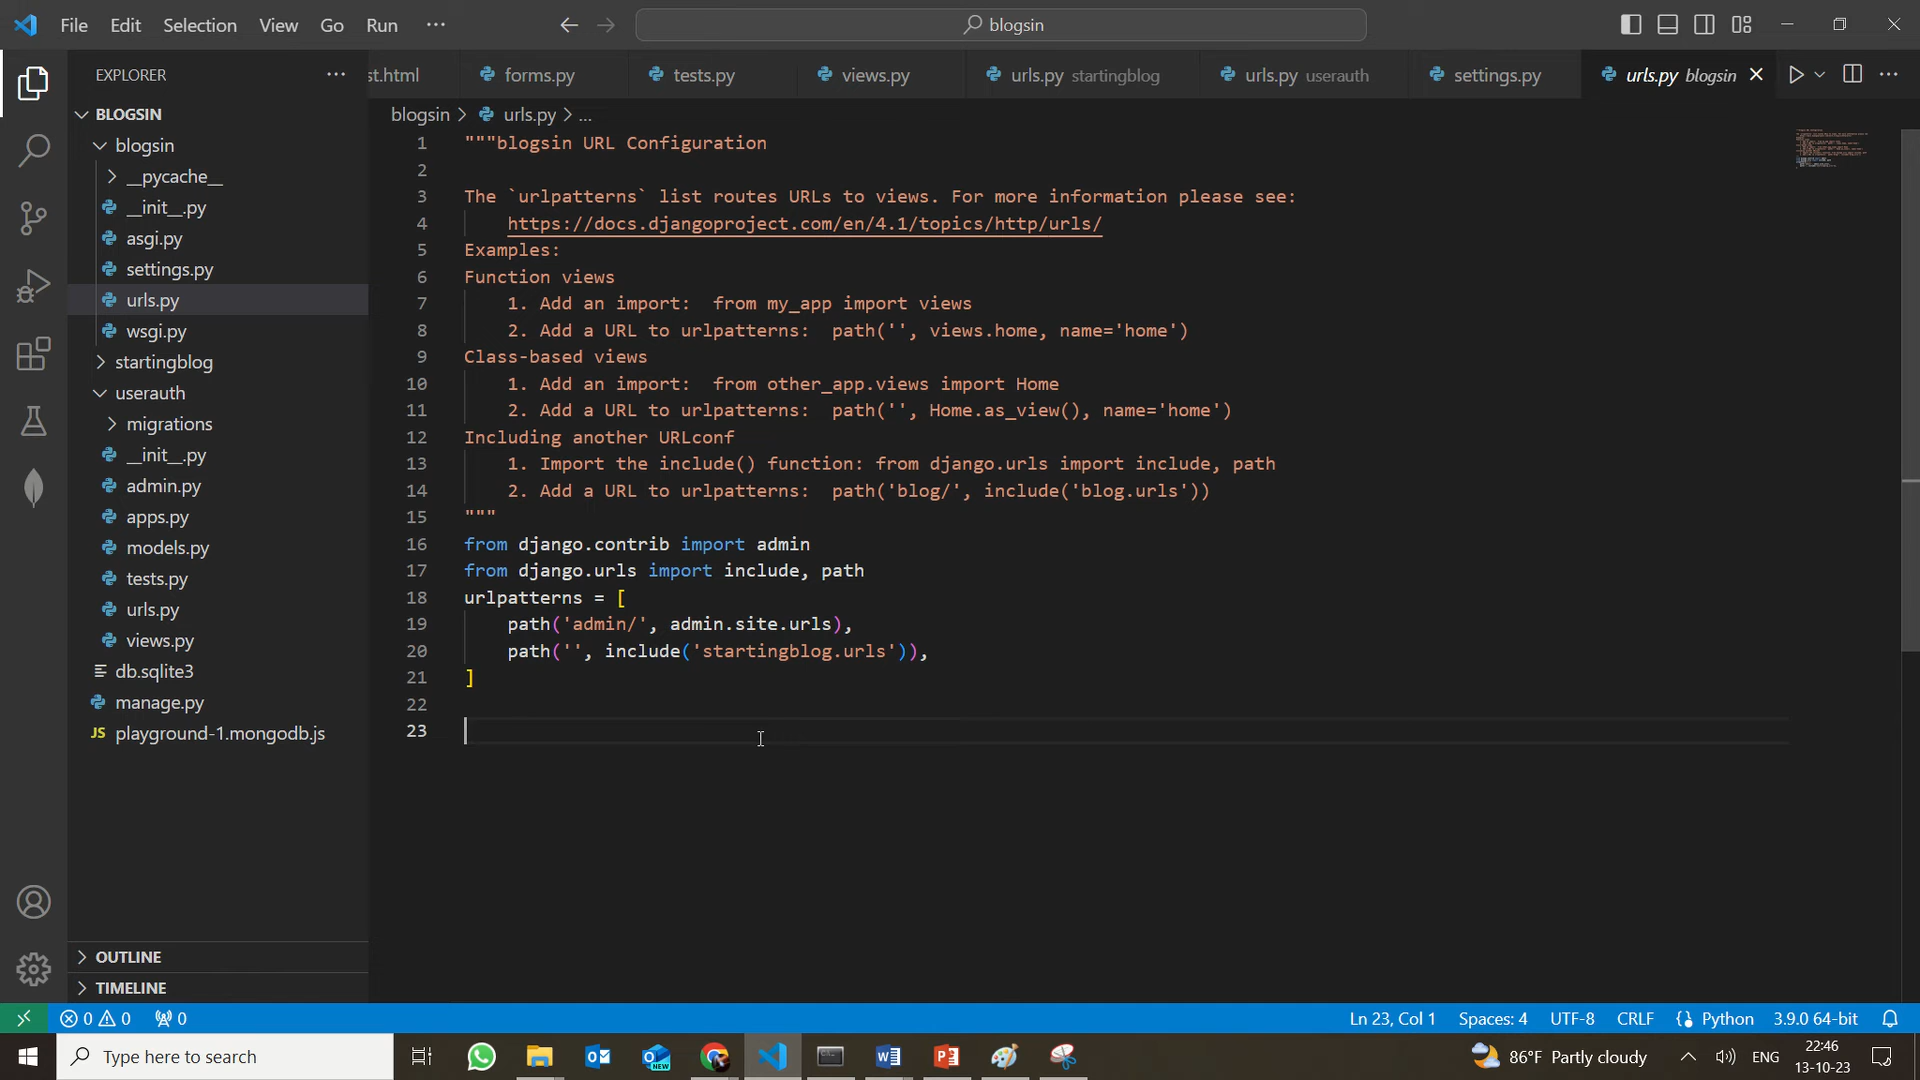 File Edit Selection View Go Run ··· blogsin
EXPLORER ···
st.html forms.py tests.py views.py urls.py startingblog urls.py userauth settings.py urls.py blogsin
BLOGSIN
blogsin
__pycache__
__init__.py
asgi.py
settings.py
urls.py
wsgi.py
startingblog
userauth
migrations
__init__.py
admin.py
apps.py
models.py
tests.py
urls.py
views.py
db.sqlite3
manage.py
JS playground-1.mongodb.js
OUTLINE
TIMELINE
blogsin > urls.py > ...
1 """blogsin URL Configuration
2
3 The `urlpatterns` list routes URLs to views. For more information please see:
4 https://docs.djangoproject.com/en/4.1/topics/http/urls/
5 Examples:
6 Function views
7 1. Add an import:  from my_app import views
8 2. Add a URL to urlpatterns:  path('', views.home, name='home')
9 Class-based views
10 1. Add an import:  from other_app.views import Home
11 2. Add a URL to urlpatterns:  path('', Home.as_view(), name='home')
12 Including another URLconf
13 1. Import the include() function: from django.urls import include, path
14 2. Add a URL to urlpatterns:  path('blog/', include('blog.urls'))
15 """
16 from django.contrib import admin
17 from django.urls import include, path
18 urlpatterns = [
19 path('admin/', admin.site.urls),
20 path('', include('startingblog.urls')),
21 ]
22
23
0 0 0 Ln 23, Col 1 Spaces: 4 UTF-8 CRLF Python 3.9.0 64-bit
Type here to search 86°F Partly cloudy ENG 22:46
13-10-23